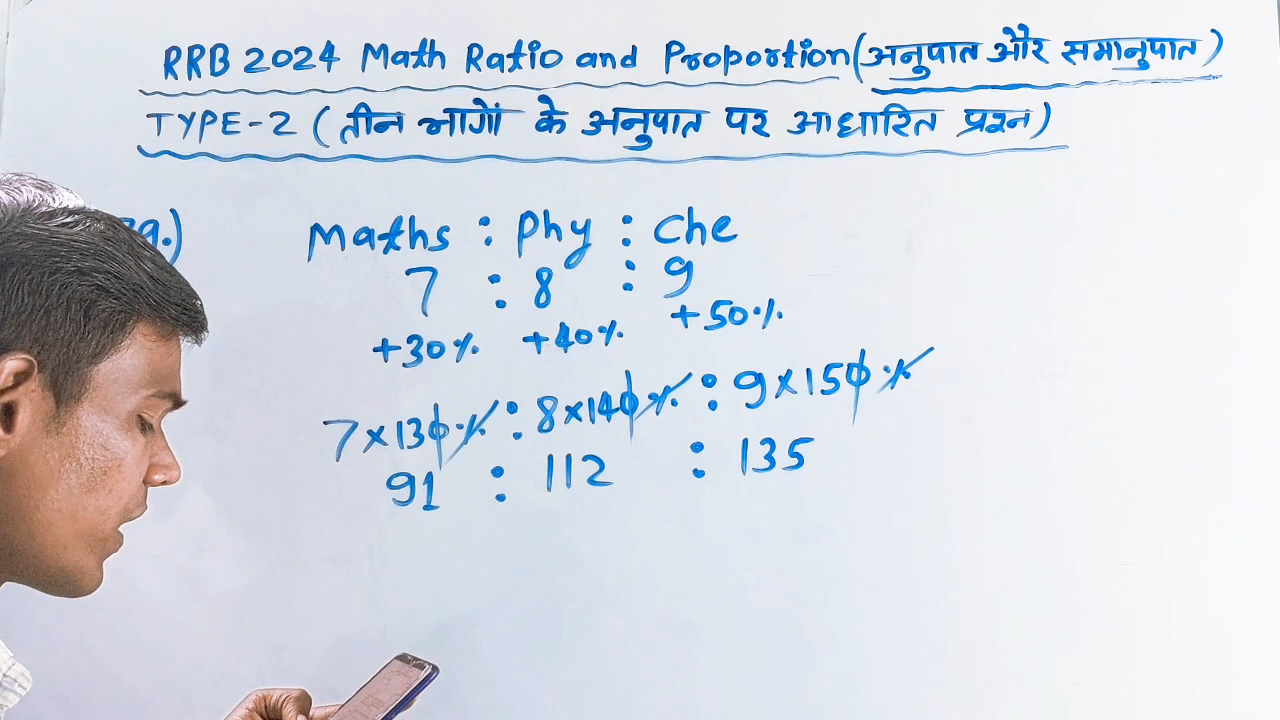 RRB 2024 Math Ratio and Proportion (अनुपात और समानुपात)
TYPE-2 (तीन भागों के अनुपात पर आधारित प्रश्न)
9.)
Maths : Phy : Che
7 : 8 : 9
+30% +40% +50%
7×130% : 8×140% : 9×150%
91 : 112 : 135